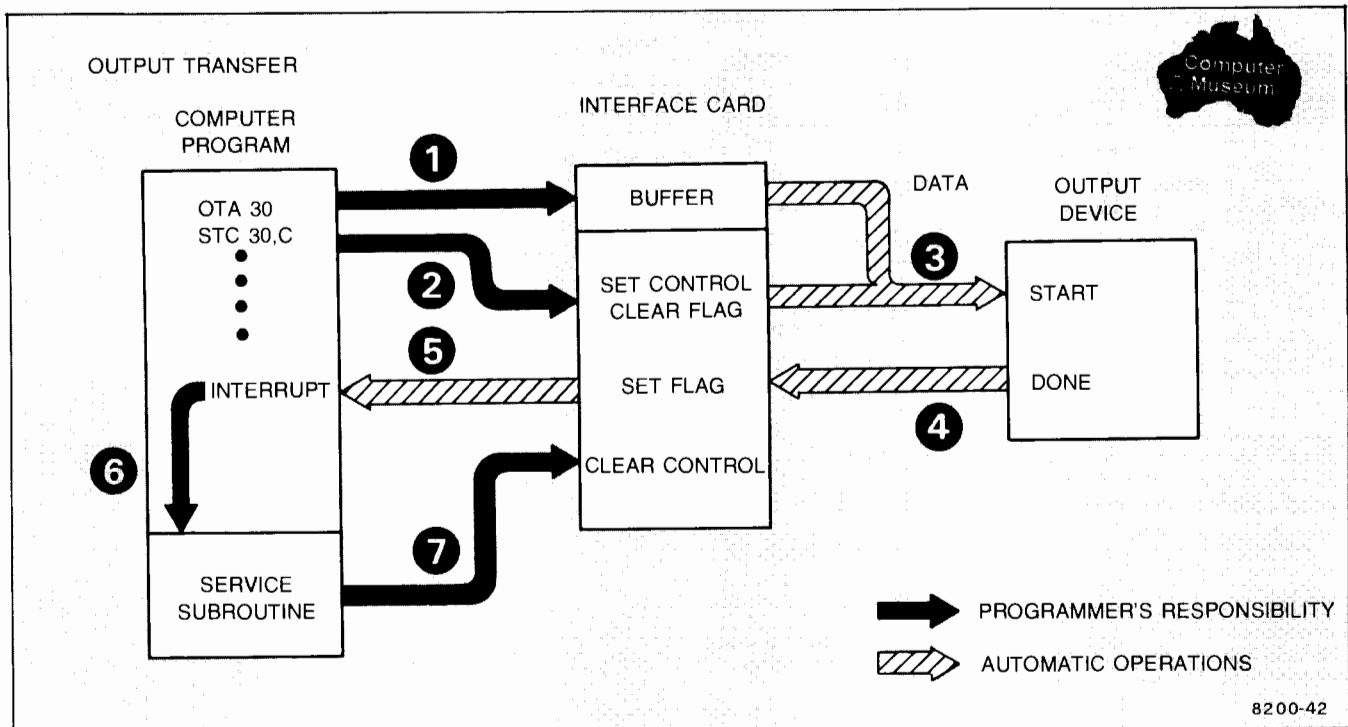 OUTPUT TRANSFER
Computer
Museum
COMPUTER
PROGRAM
INTERFACE CARD
1
OTA 30
STC 30,C
BUFFER
DATA
OUTPUT
DEVICE
2
SET CONTROL
CLEAR FLAG
3
START
5
INTERRUPT
SET FLAG
DONE
4
6
CLEAR CONTROL
7
SERVICE
SUBROUTINE
PROGRAMMER'S RESPONSIBILITY
AUTOMATIC OPERATIONS
8200-42